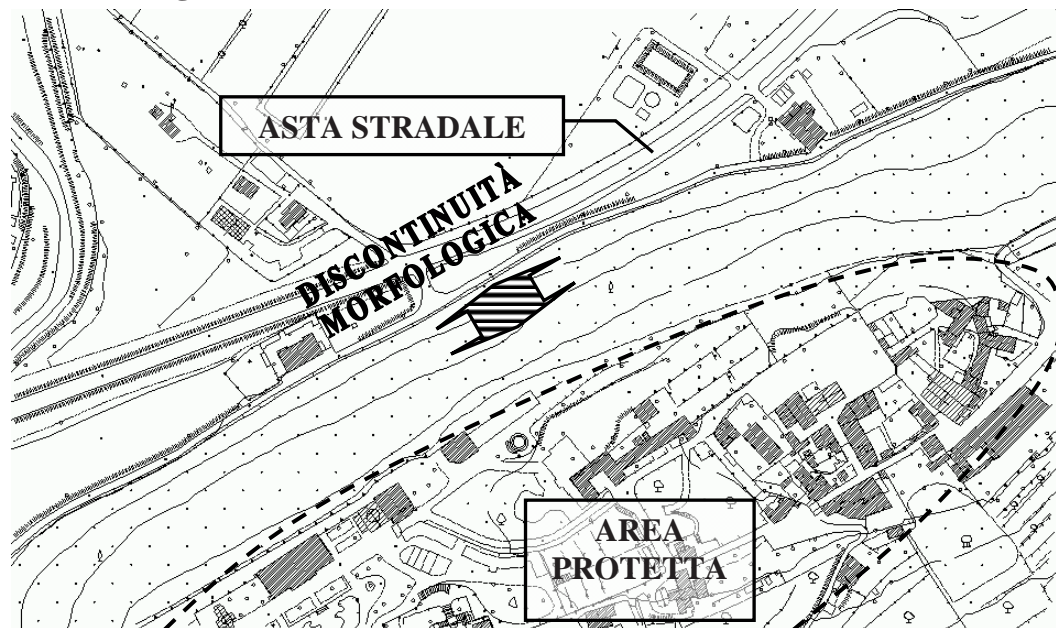 ASTA STRADALE
DISCONTINUITÀ
MORFOLOGICA
AREA
PROTETTA